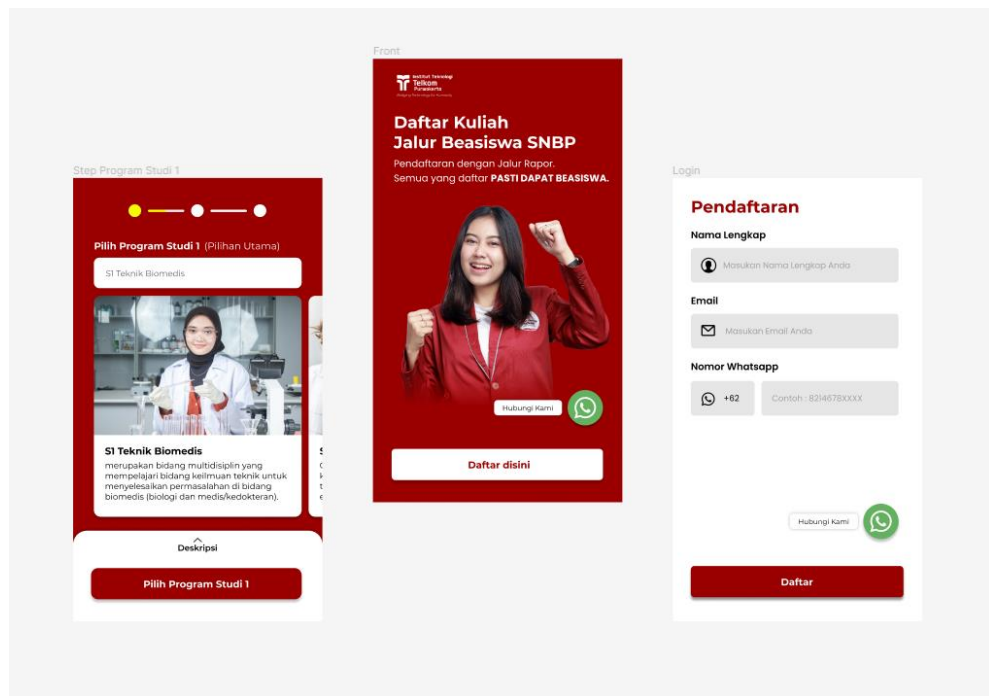 Front
Institut Teknologi
Telkom
Purwokerto
Daftar Kuliah
Jalur Beasiswa SNBP
Pendaftaran dengan Jalur Rapor.
Semua yang daftar PASTI DAPAT BEASISWA.
Hubungi Kami
Daftar disini
Step Program Studi 1
Pilih Program Studi 1 (Pilihan Utama)
S1 Teknik Biomedis
S1 Teknik Biomedis
merupakan bidang multidisiplin yang
mempelajari bidang keilmuan teknik untuk
menyelesaikan permasalahan di bidang
biomedis (biologi dan medis/kedokteran).
Deskripsi
Pilih Program Studi 1
Login
Pendaftaran
Nama Lengkap
Masukan Nama Lengkap Anda
Email
Masukan Email Anda
Nomor Whatsapp
+62
Contoh : 8214678XXXX
Hubungi Kami
Daftar